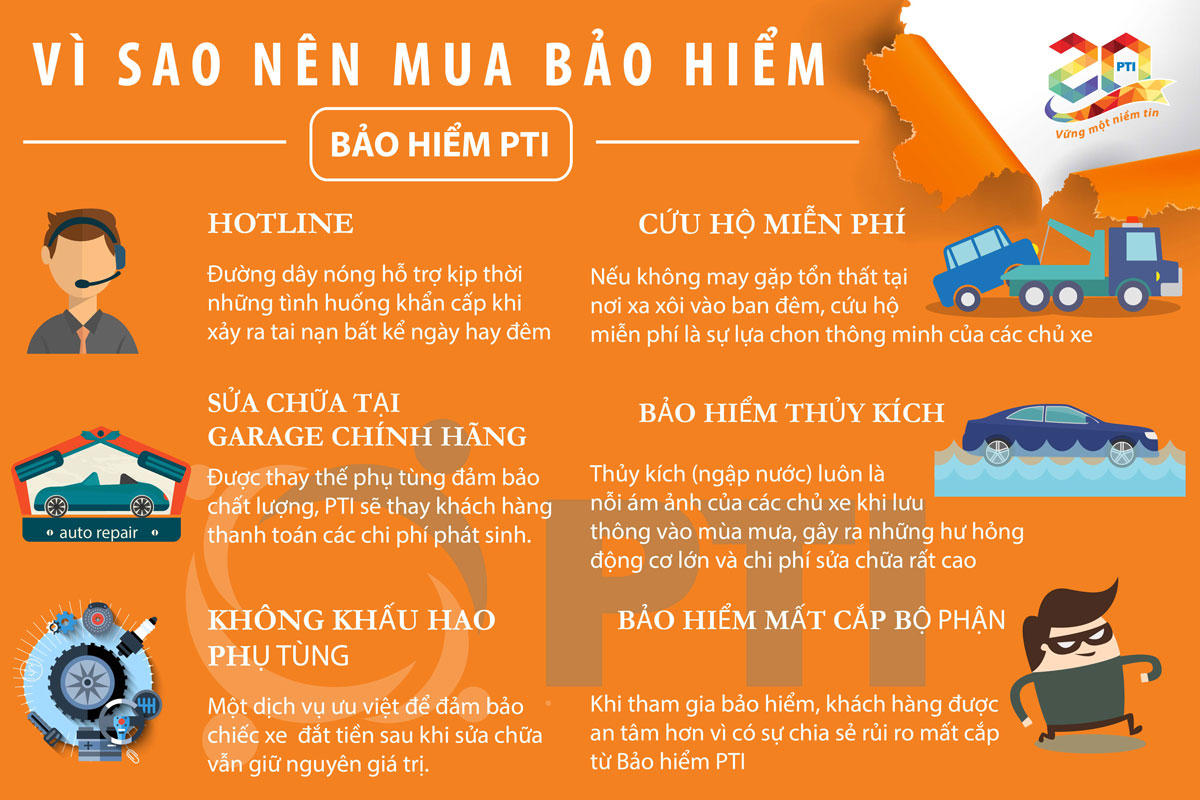 VÌ SAO NÊN MUA BẢO HIỂM
BẢO HIỂM PTI
20
PTI
Vững một niềm tin
HOTLINE
Đường dây nóng hỗ trợ kịp thời
những tình huống khẩn cấp khi
xảy ra tai nạn bất kể ngày hay đêm
CỨU HỘ MIỄN PHÍ
Nếu không may gặp tổn thất tại
nơi xa xôi vào ban đêm, cứu hộ
miễn phí là sự lựa chon thông minh của các chủ xe
SỬA CHỮA TẠI
GARAGE CHÍNH HÃNG
Được thay thế phụ tùng đảm bảo
chất lượng, PTI sẽ thay khách hàng
thanh toán các chi phí phát sinh.
auto repair
BẢO HIỂM THỦY KÍCH
Thủy kích (ngập nước) luôn là
nỗi ám ảnh của các chủ xe khi lưu
thông vào mùa mưa, gây ra những hư hỏng
động cơ lớn và chi phí sửa chữa rất cao
KHÔNG KHẤU HAO
PHỤ TÙNG
Một dịch vụ ưu việt để đảm bảo
chiếc xe đắt tiền sau khi sửa chữa
vẫn giữ nguyên giá trị.
BẢO HIỂM MẤT CẮP BỘ PHẬN
Khi tham gia bảo hiểm, khách hàng được
an tâm hơn vì có sự chia sẻ rủi ro mất cắp
từ Bảo hiểm PTI
PTI